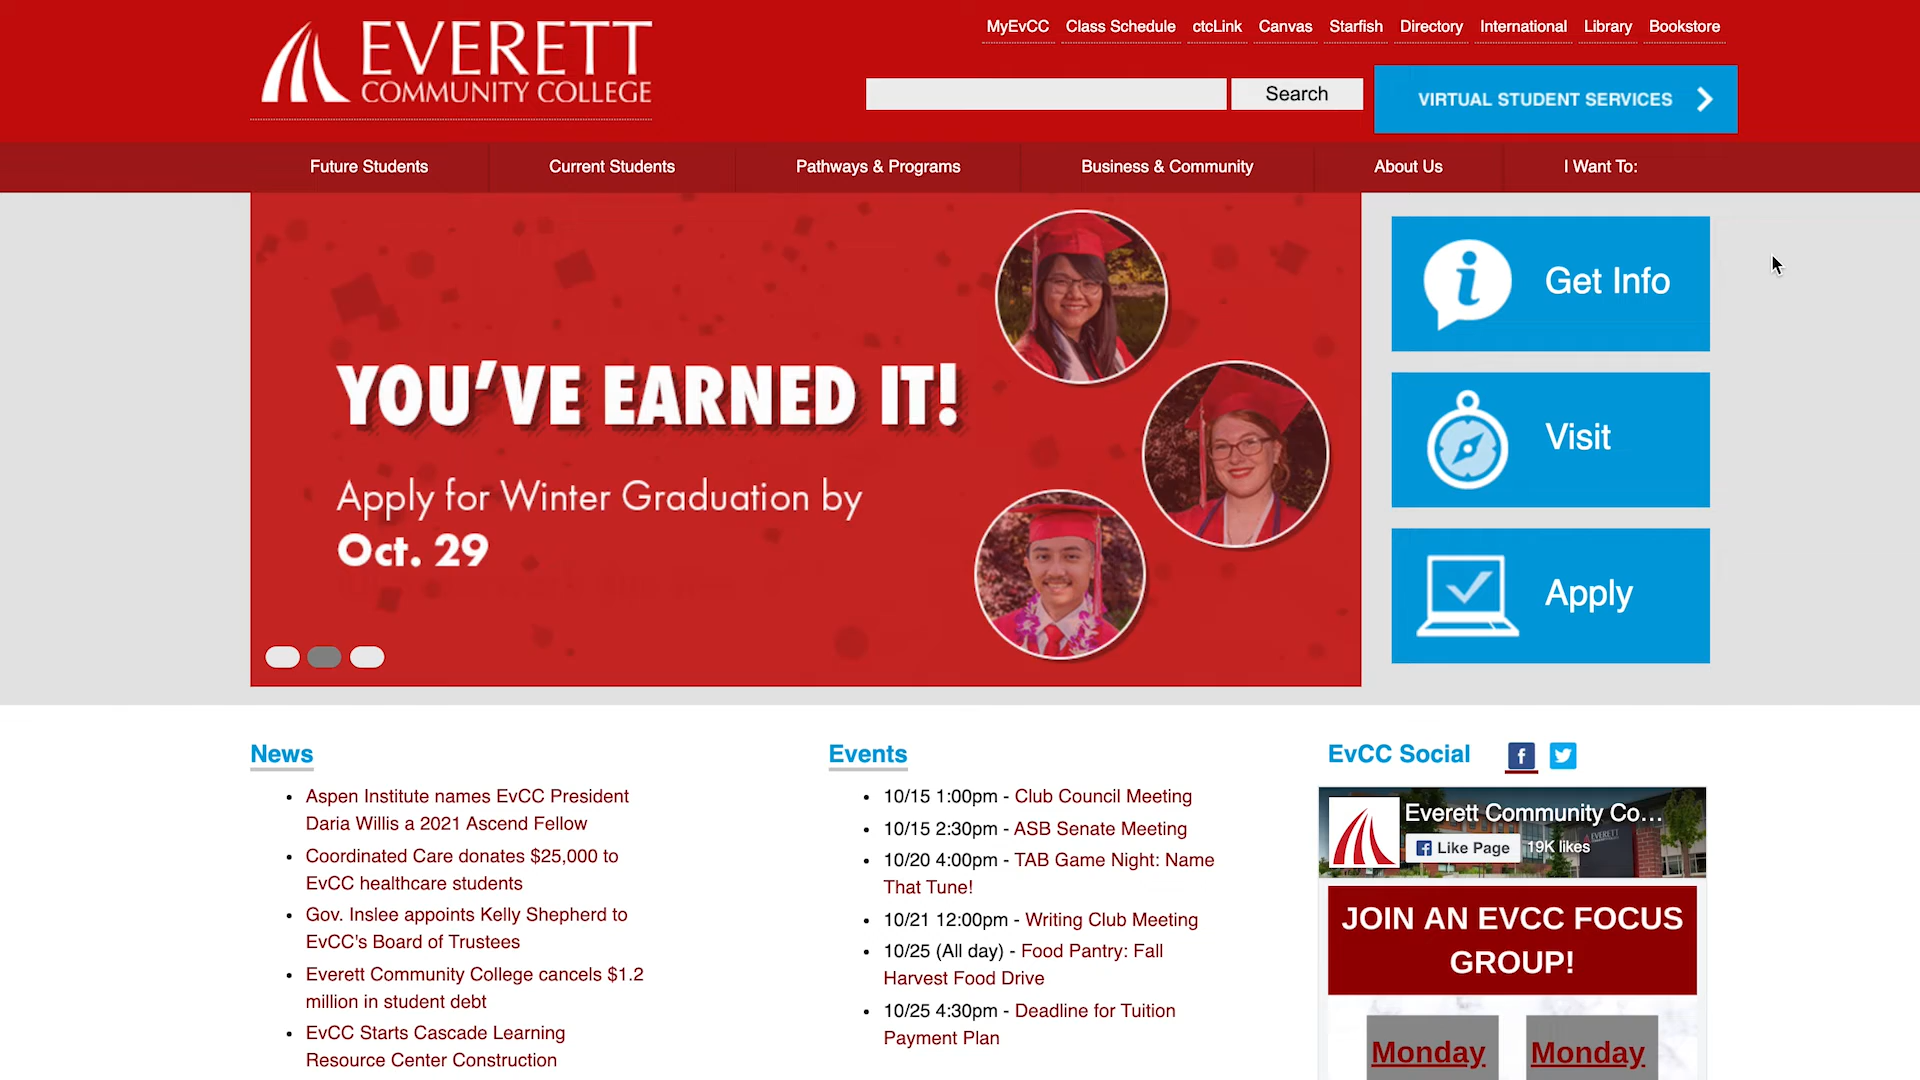 EVERETT
COMMUNITY COLLEGE
MyEvCC Class Schedule ctcLink Canvas Starfish Directory International Library Bookstore
Search
VIRTUAL STUDENT SERVICES
Future Students Current Students Pathways & Programs Business & Community About Us I Want To:
YOU'VE EARNED IT!
Apply for Winter Graduation by
Oct. 29
Get Info
Visit
Apply
News
Aspen Institute names EvCC President
Daria Willis a 2021 Ascend Fellow
Coordinated Care donates $25,000 to
EvCC healthcare students
Gov. Inslee appoints Kelly Shepherd to
EvCC's Board of Trustees
Everett Community College cancels $1.2
million in student debt
EvCC Starts Cascade Learning
Resource Center Construction
Events
10/15 1:00pm - Club Council Meeting
10/15 2:30pm - ASB Senate Meeting
10/20 4:00pm - TAB Game Night: Name
That Tune!
10/21 12:00pm - Writing Club Meeting
10/25 (All day) - Food Pantry: Fall
Harvest Food Drive
10/25 4:30pm - Deadline for Tuition
Payment Plan
EvCC Social
Everett Community Co...
Like Page 19K likes
EVERETT
JOIN AN EVCC FOCUS
GROUP!
Monday Monday